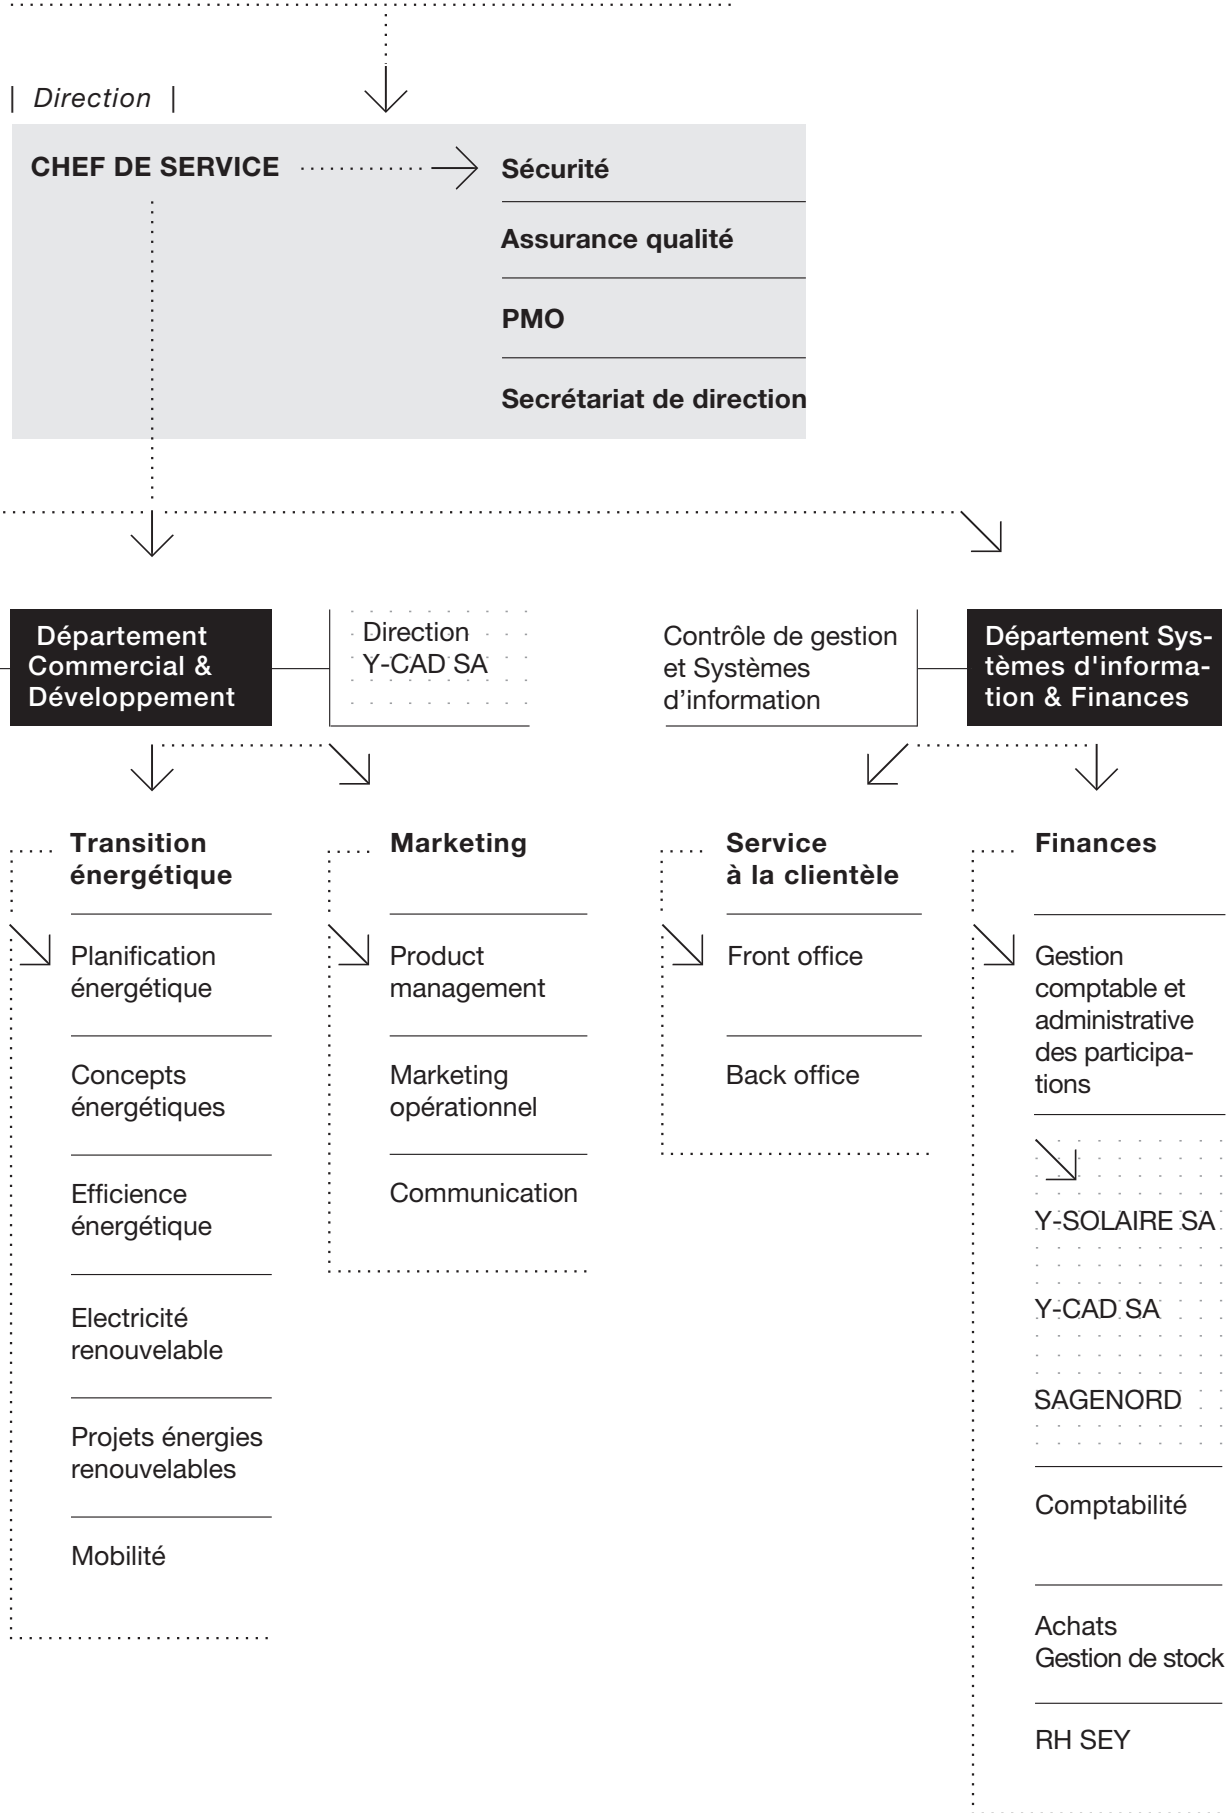 | Direction |
CHEF DE SERVICE
Sécurité
Assurance qualité
PMO
Secrétariat de direction
Département
Commercial &
Développement
Direction
Y-CAD SA
Contrôle de gestion
et Systèmes
d’information
Département Sys-
tèmes d'informa-
tion & Finances
Transition
énergétique
Planification
énergétique
Concepts
énergétiques
Efficience
énergétique
Electricité
renouvelable
Projets énergies
renouvelables
Mobilité
Marketing
Product
management
Marketing
opérationnel
Communication
Service
à la clientèle
Front office
Back office
Finances
Gestion
comptable et
administrative
des participa-
tions
Y-SOLAIRE SA
Y-CAD SA
SAGENORD
Comptabilité
Achats
Gestion de stock
RH SEY